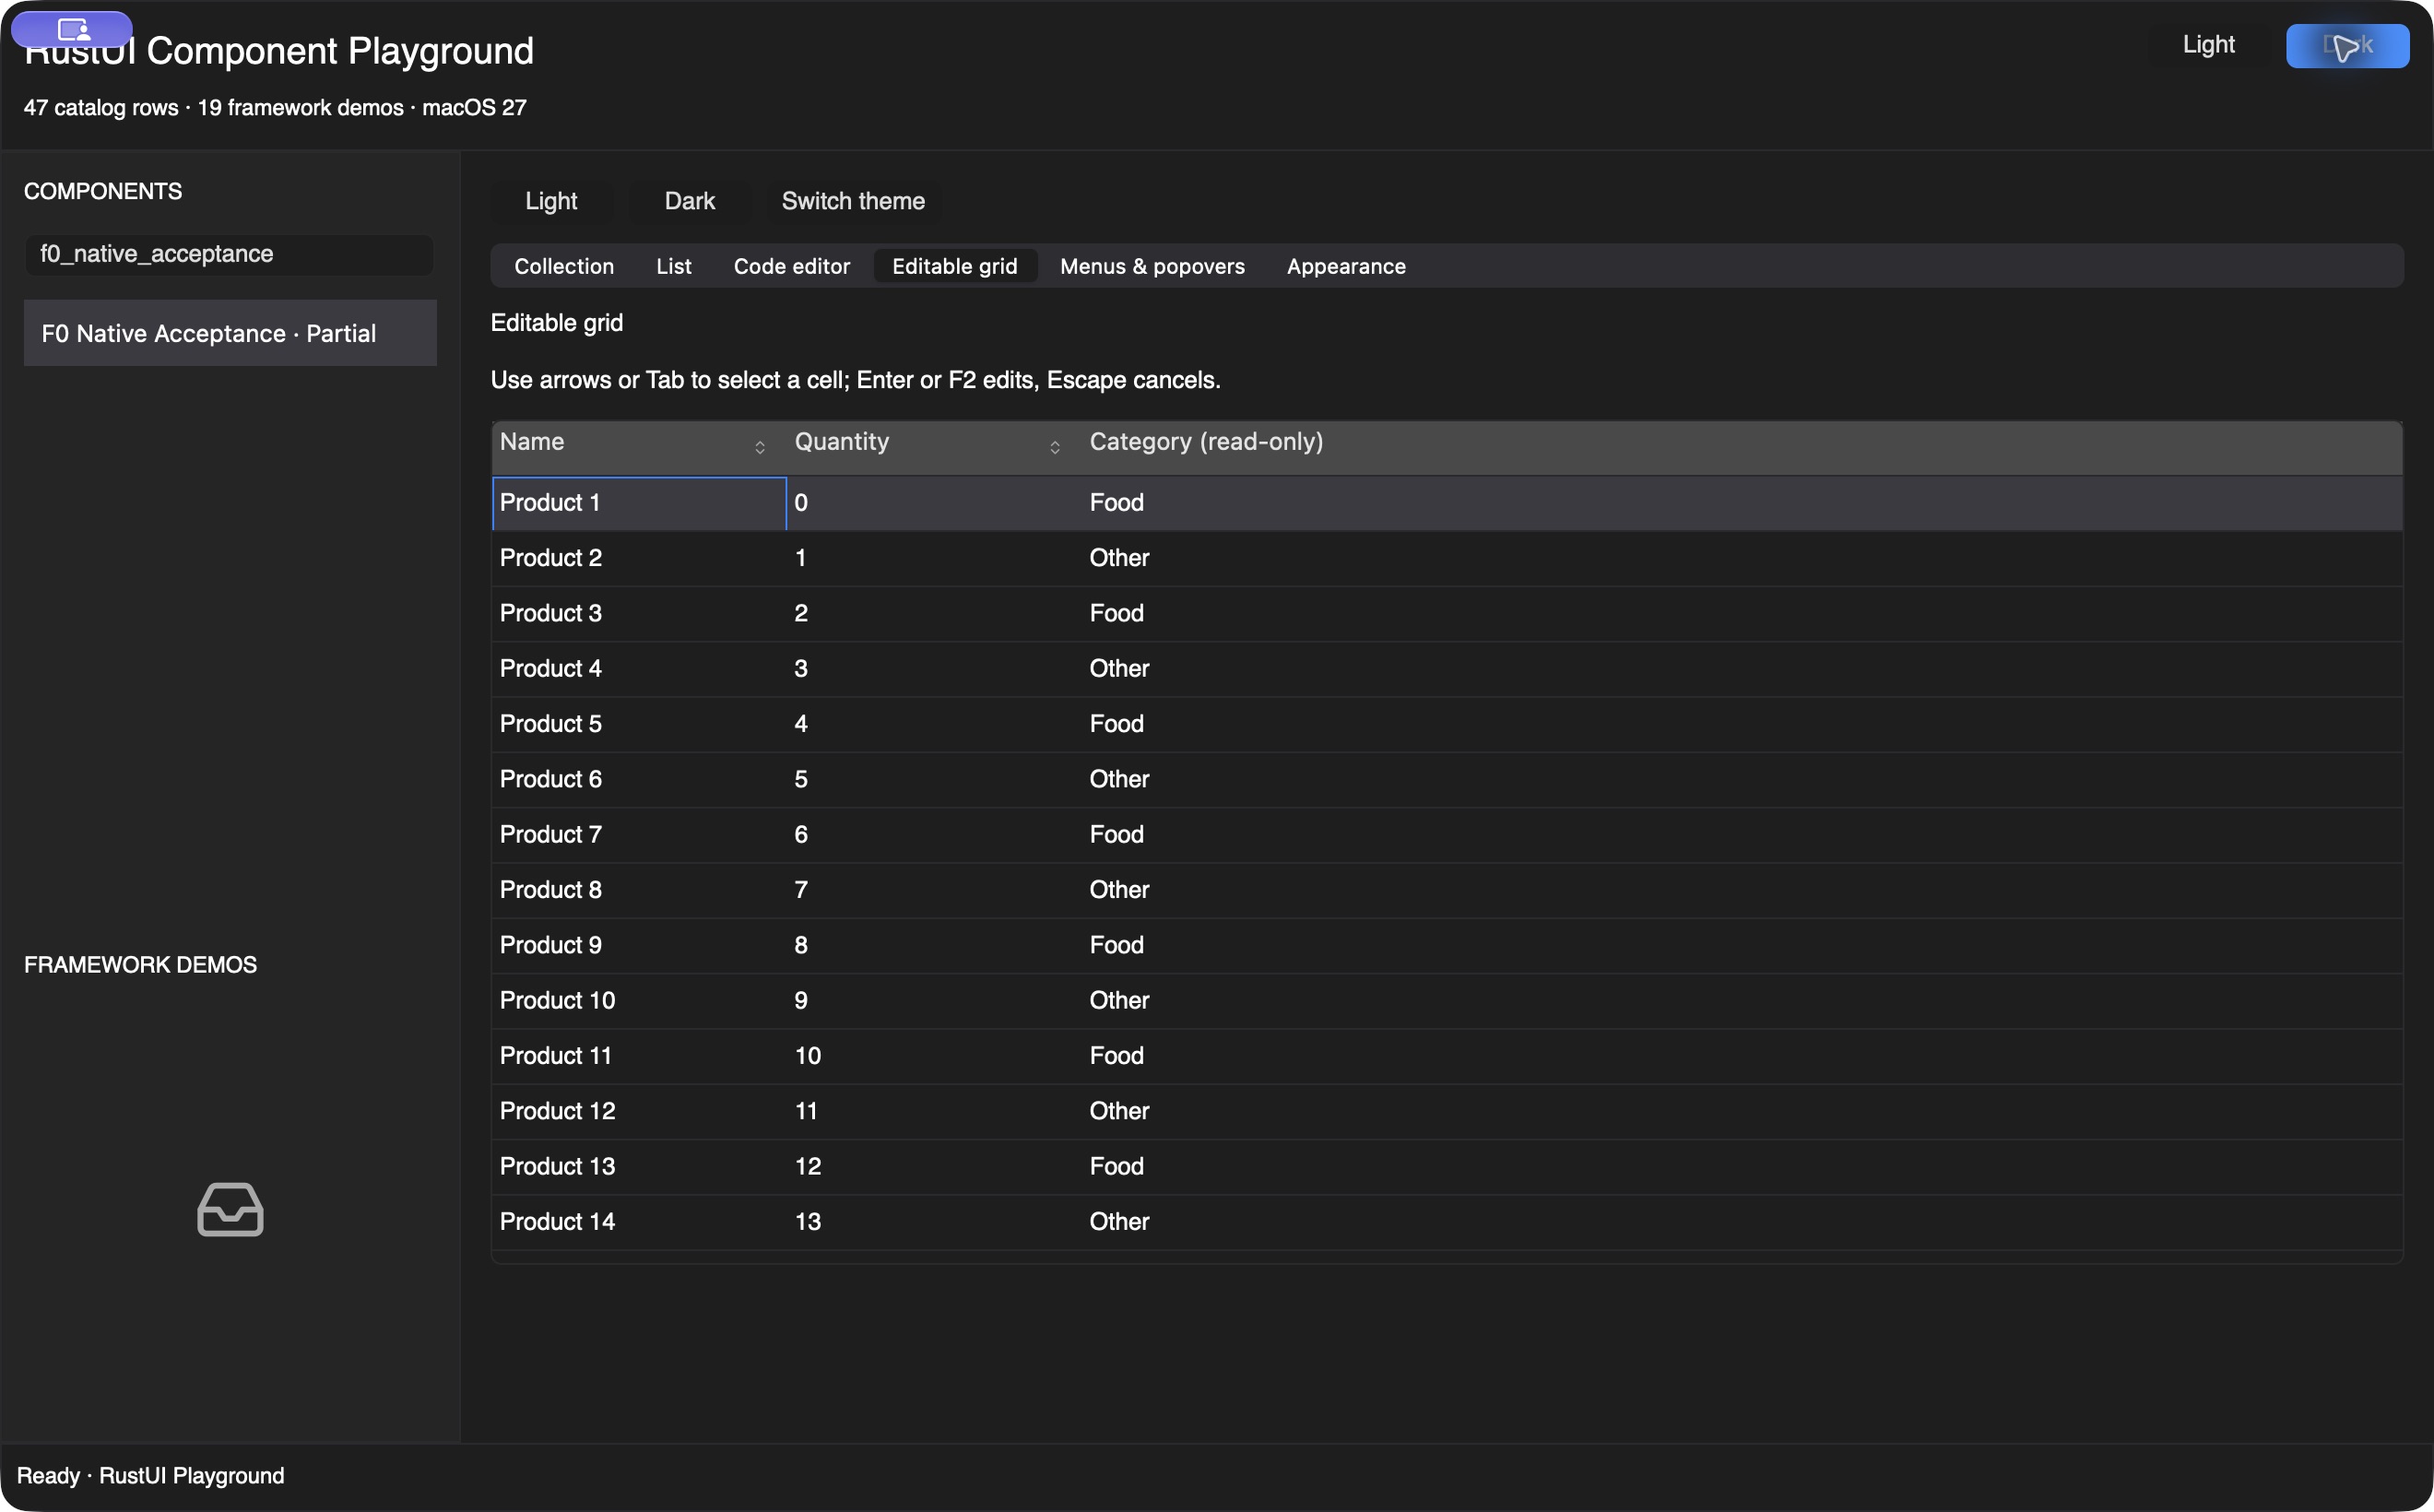 RustUI Component Playground
Light
47 catalog rows · 19 framework demos · macOS 27
COMPONENTS
f0_native_acceptance
F0 Native Acceptance · Partial
FRAMEWORK DEMOS
Light Dark Switch theme
Collection List Code editor Editable grid Menus & popovers Appearance
Editable grid
Use arrows or Tab to select a cell; Enter or F2 edits, Escape cancels.
Name Quantity Category (read-only)
Product 1 0 Food
Product 2 1 Other
Product 3 2 Food
Product 4 3 Other
Product 5 4 Food
Product 6 5 Other
Product 7 6 Food
Product 8 7 Other
Product 9 8 Food
Product 10 9 Other
Product 11 10 Food
Product 12 11 Other
Product 13 12 Food
Product 14 13 Other
Ready · RustUI Playground